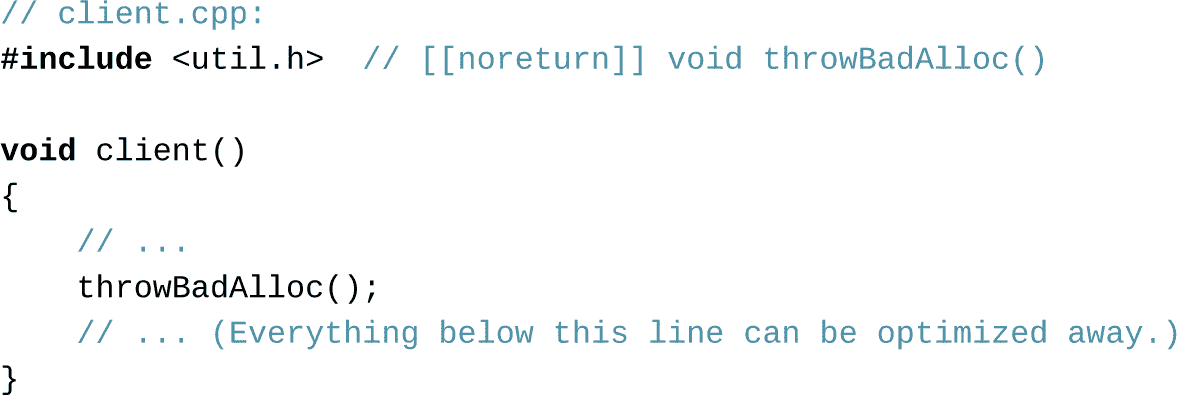 // client.cpp:
#include <util.h>  // [[noreturn]] void throwBadAlloc()

void client()
{
    // ...
    throwBadAlloc();
    // ... (Everything below this line can be optimized away.)
}